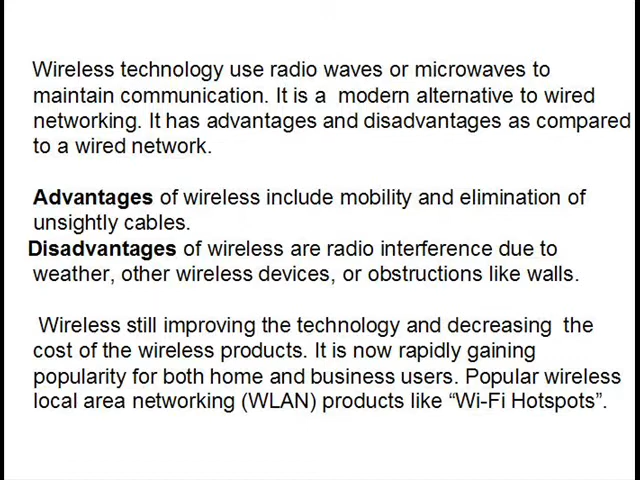 Wireless technology use radio waves or microwaves to
maintain communication. It is a modern alternative to wired
networking. It has advantages and disadvantages as compared
to a wired network.
Advantages of wireless include mobility and elimination of
unsightly cables.
Disadvantages of wireless are radio interference due to
weather, other wireless devices, or obstructions like walls.
Wireless still improving the technology and decreasing the
cost of the wireless products. It is now rapidly gaining
popularity for both home and business users. Popular wireless
local area networking (WLAN) products like “Wi-Fi Hotspots”.